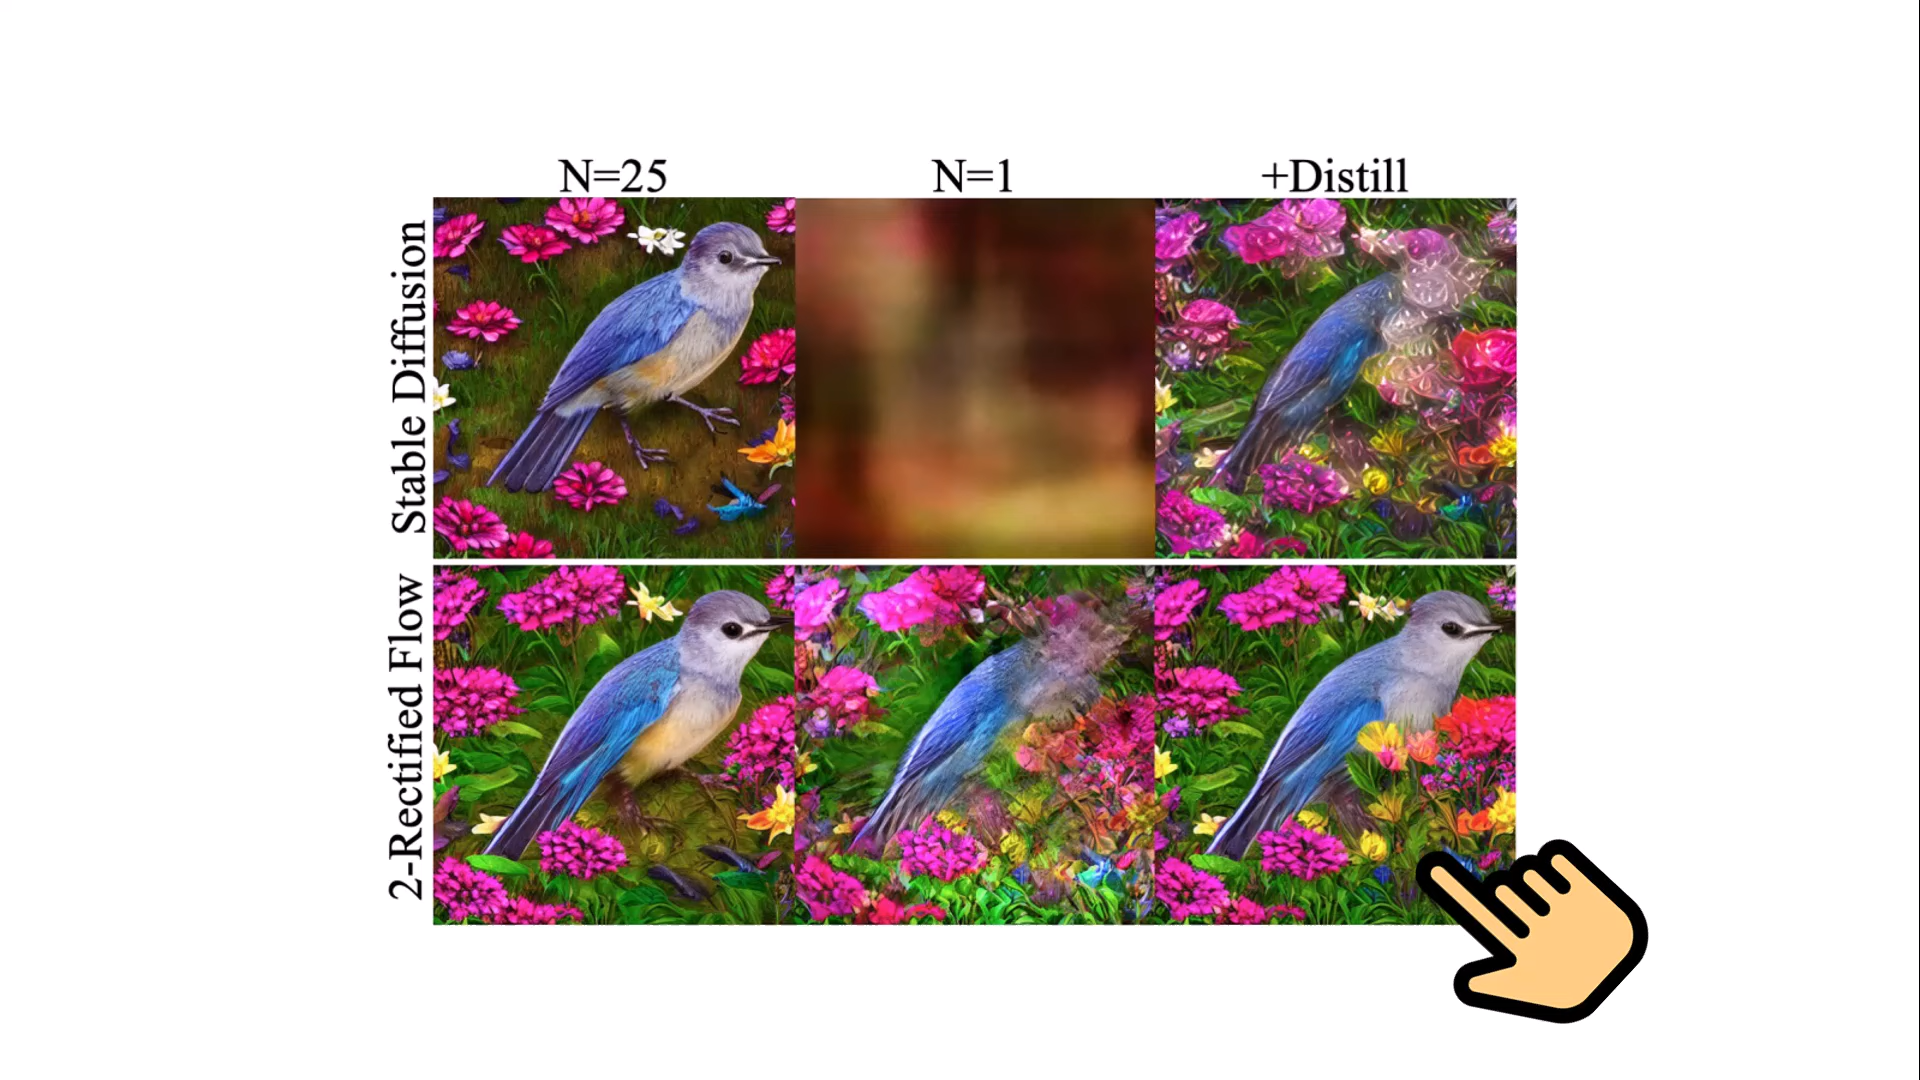 N=25
N=1
+Distill
Stable Diffusion
2-Rectified Flow